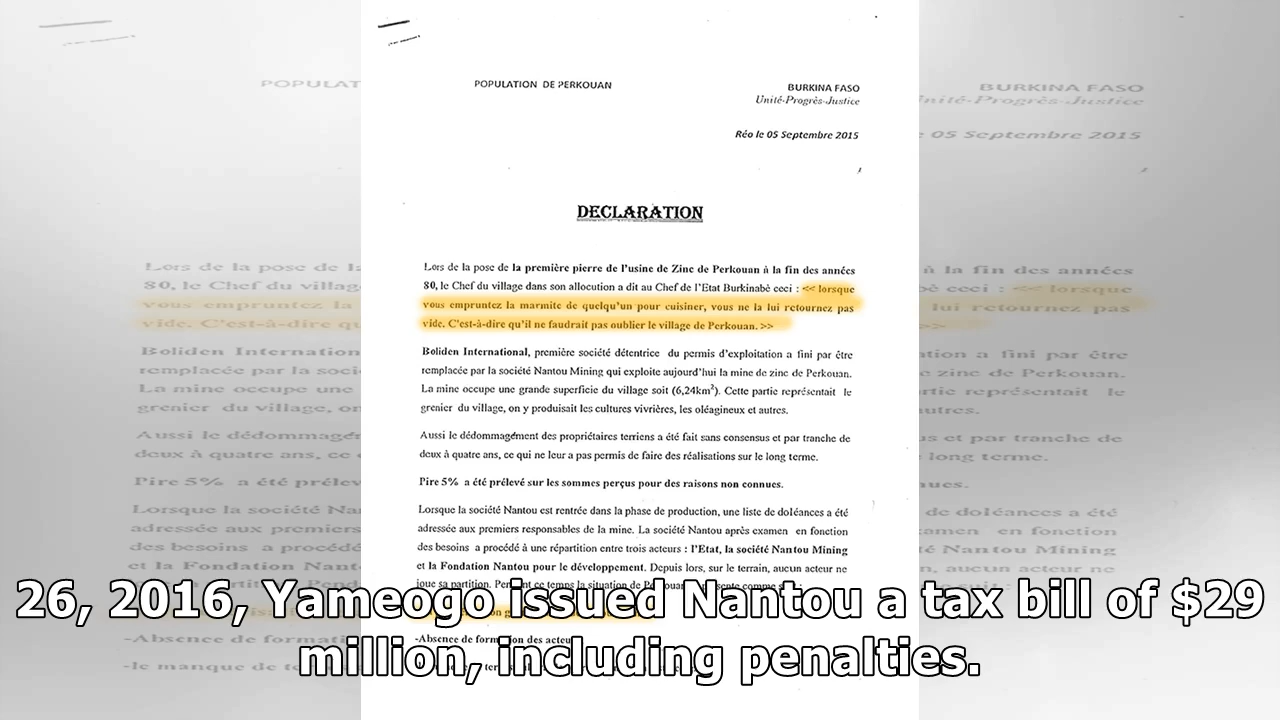 POPULATION DE PERKOUAN
BURKINA FASO
Unité-Progrès-Justice
Réo le 05 Septembre 2015
DECLARATION
Lors de la pose de la première pierre de l'usine de Zinc de Perkouan à la fin des années
80, le Chef du village dans son allocution a dit au Chef de l'Etat Burkinabè ceci : << lorsque
vous empruntez la marmite de quelqu'un pour cuisiner, vous ne la lui retournez pas
vide. C'est-à-dire qu'il ne faudrait pas oublier le village de Perkouan. >>
Boliden International, première société détentrice du permis d'exploitation a fini par être
remplacée par la société Nantou Mining qui exploite aujourd'hui la mine de zinc de Perkouan.
La mine occupe une grande superficie du village soit (6,24km²). Cette partie représentait le
grenier du village, on y produisait les cultures vivrières, les oléagineux et autres.
Aussi le dédommagément des propriétaires terriens a été fait sans consensus et par tranche de
deux à quatre ans, ce qui ne leur a pas permis de faire des réalisations sur le long terme.
Pire 5% a été prélevé sur les sommes perçus pour des raisons non connues.
Lorsque la société Nantou est rentrée dans la phase de production, une liste de doléances a été
adressée aux premiers responsables de la mine. La société Nantou après examen en fonction
des besoins a procédé à une répartition entre trois acteurs : l'Etat, la société Nantou Mining
et la Fondation Nantou pour le développement. Depuis lors, sur le terrain, aucun acteur ne
joue sa partition. ce temps la situation de
-Absence de formation des acteu
26, 2016, Yameogo issued Nantou a tax bill of $29
million, including penalties.